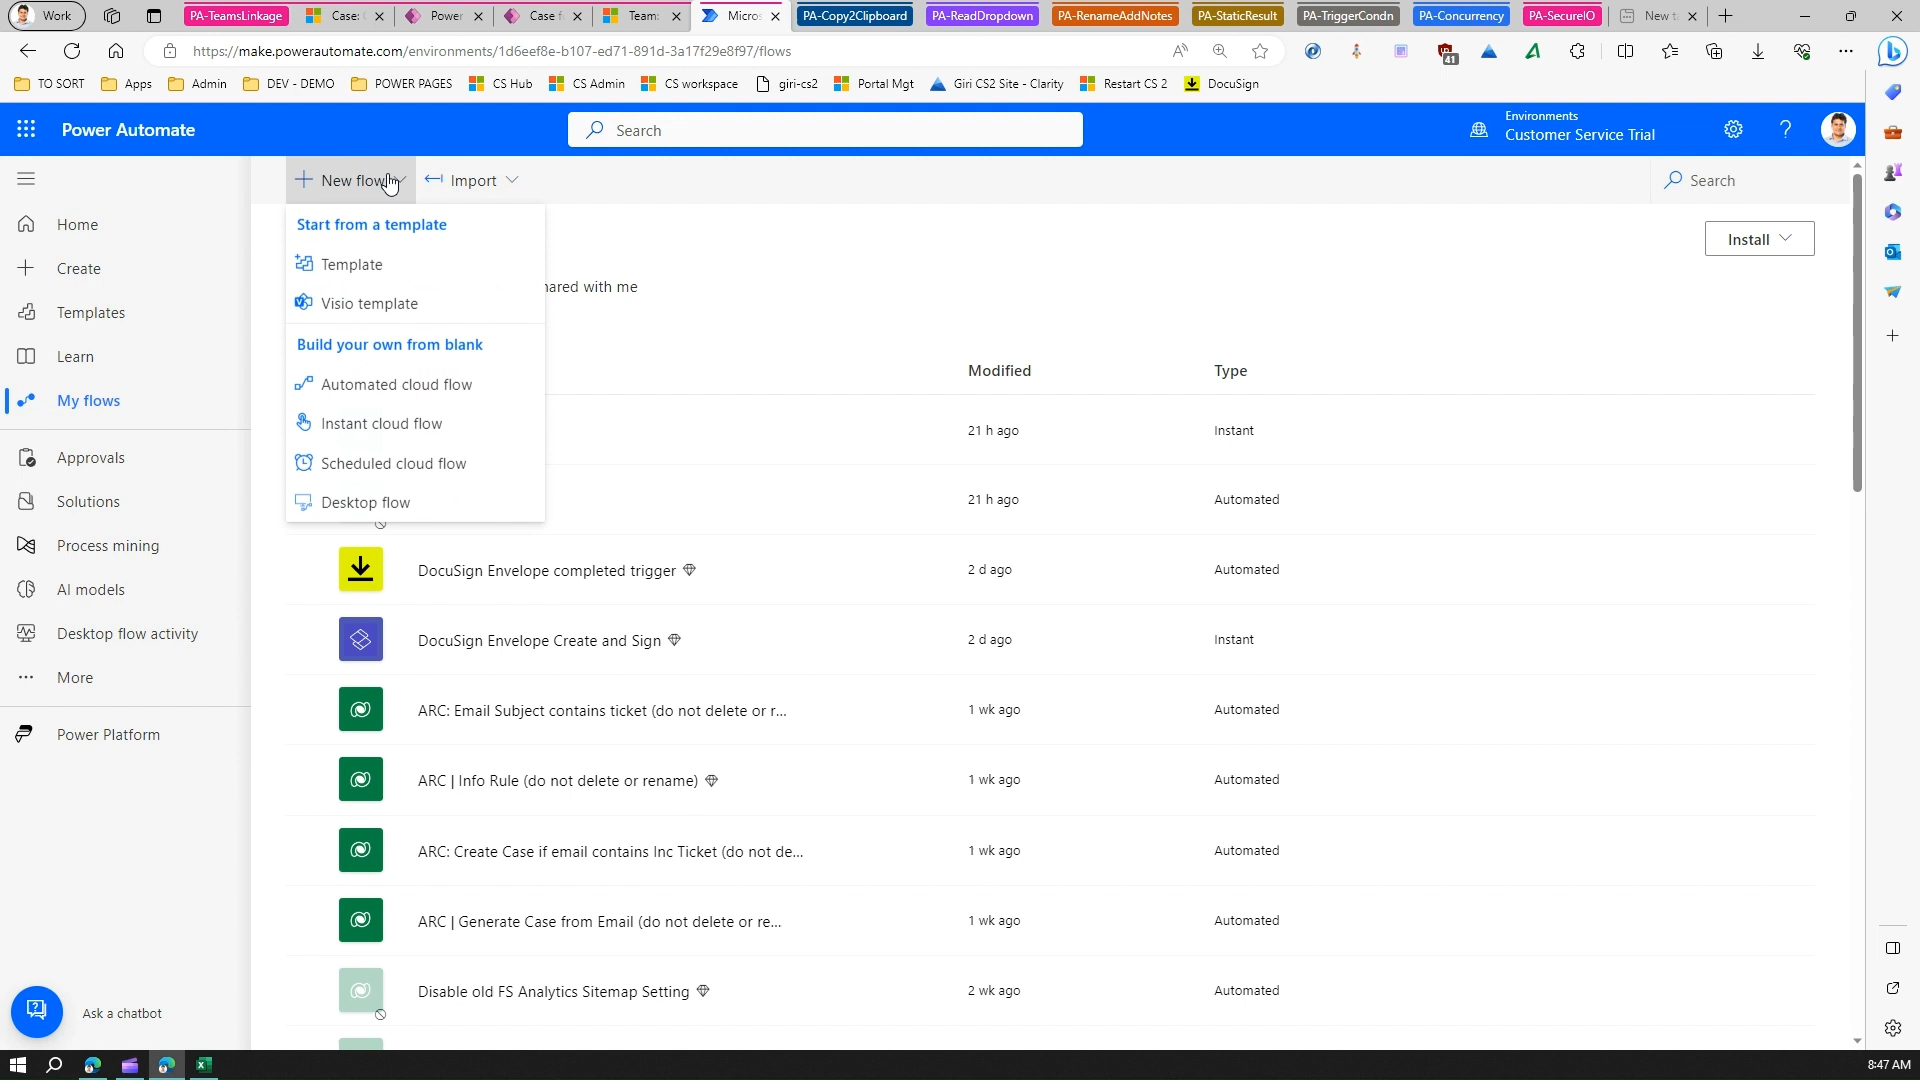 Work
PA-TeamsLinkage
Case:
Power
Case f
Team:
Micros
PA-Copy2Clipboard
PA-ReadDropdown
PA-RenameAddNotes
PA-StaticResult
PA-TriggerCondn
PA-Concurrency
PA-SecureIO
New t
https://make.powerautomate.com/environments/1d6eef8e-b107-ed71-891d-3a17f29e8f97/flows
41
TO SORT
Apps
Admin
DEV - DEMO
POWER PAGES
CS Hub
CS Admin
CS workspace
giri-cs2
Portal Mgt
Giri CS2 Site - Clarity
Restart CS 2
DocuSign
Power Automate
Search
Environments
Customer Service Trial
?
New flow
Import
Search
Home
Create
Templates
Learn
My flows
Approvals
Solutions
Process mining
AI models
Desktop flow activity
More
Power Platform
Ask a chatbot
Start from a template
Template
Visio template
Build your own from blank
Automated cloud flow
Instant cloud flow
Scheduled cloud flow
Desktop flow
Install
hared with me
Modified
Type
21 h ago
Instant
21 h ago
Automated
DocuSign Envelope completed trigger
2 d ago
Automated
DocuSign Envelope Create and Sign
2 d ago
Instant
ARC: Email Subject contains ticket (do not delete or r...
1 wk ago
Automated
ARC | Info Rule (do not delete or rename)
1 wk ago
Automated
ARC: Create Case if email contains Inc Ticket (do not de...
1 wk ago
Automated
ARC | Generate Case from Email (do not delete or re...
1 wk ago
Automated
Disable old FS Analytics Sitemap Setting
2 wk ago
Automated
8:47 AM